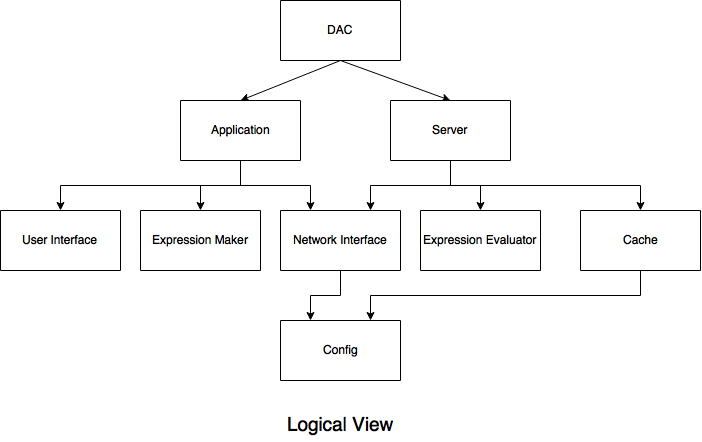 DAC
Application
Server
User Interface
Expression Maker
Network Interface
Expression Evaluator
Cache
Config
Logical View